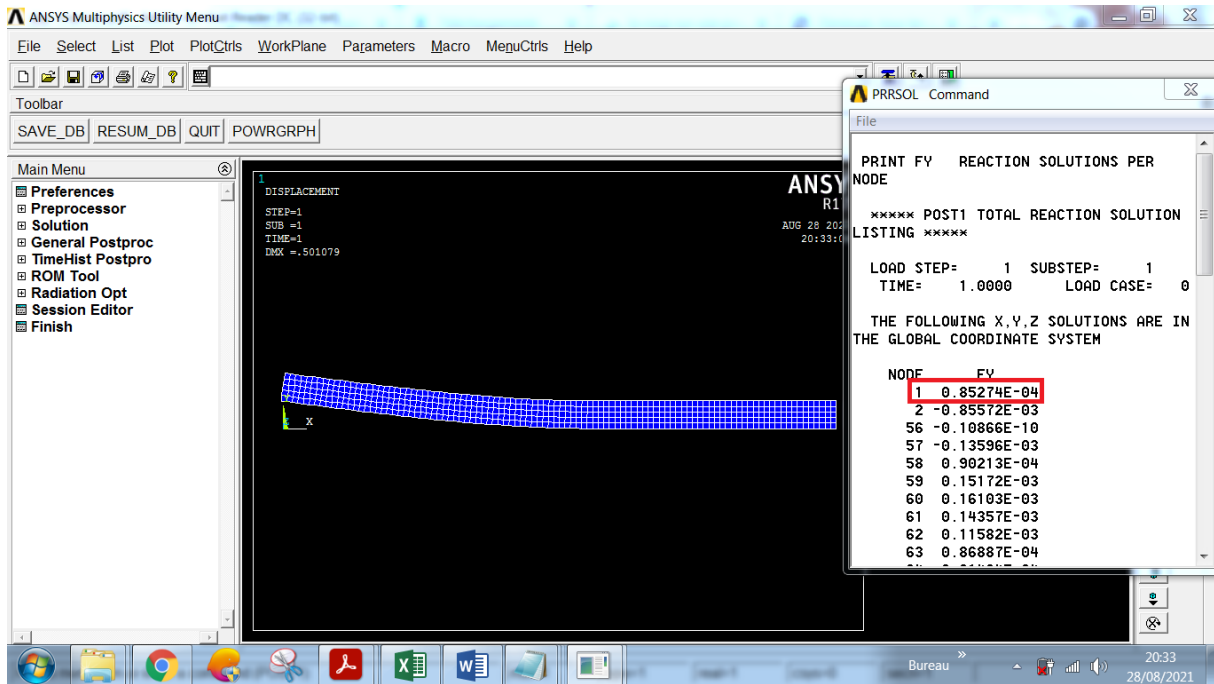 ANSYS Multiphysics Utility Menu
File Select List Plot PlotCtrls WorkPlane Parameters Macro MenuCtrls Help
Toolbar
SAVE_DB RESUM_DB QUIT POWRGRPH
Main Menu
Preferences
Preprocessor
Solution
General Postproc
TimeHist Postpro
ROM Tool
Radiation Opt
Session Editor
Finish
1
DISPLACEMENT
STEP=1
SUB =1
TIME=1
DMX =.501079
ANSY
R1
AUG 28 202
20:33:0
X
PRRSOL Command
File
PRINT FY REACTION SOLUTIONS PER
NODE
***** POST1 TOTAL REACTION SOLUTION
LISTING *****
LOAD STEP= 1 SUBSTEP= 1
TIME= 1.0000 LOAD CASE= 0
THE FOLLOWING X,Y,Z SOLUTIONS ARE IN
THE GLOBAL COORDINATE SYSTEM
NODE FY
1 0.85274E-04
2 -0.85572E-03
56 -0.10866E-10
57 -0.13596E-03
58 0.90213E-04
59 0.15172E-03
60 0.16103E-03
61 0.14357E-03
62 0.11582E-03
63 0.86887E-04
Bureau
20:33
28/08/2021